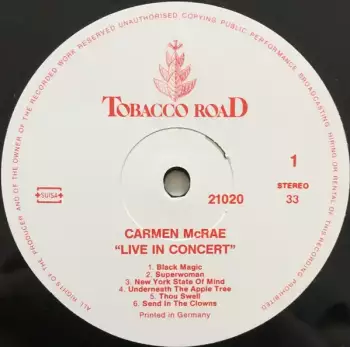 ALL RIGHTS OF THE PRODUCER AND OF THE OWNER OF THE RECORDED WORK RESERVED UNAUTHORISED COPYING PUBLIC PERFORMANCE BROADCASTING HIRING OR RENTAL OF THIS RECORDING PROHIBITED
TOBACCO ROAD
21020
1
STEREO
33
SUISA
CARMEN McRAE
"LIVE IN CONCERT"
1. Black Magic
2. Superwoman
3. New York State Of Mind
4. Underneath The Apple Tree
5. Thou Swell
6. Send In The Clowns
Printed in Germany